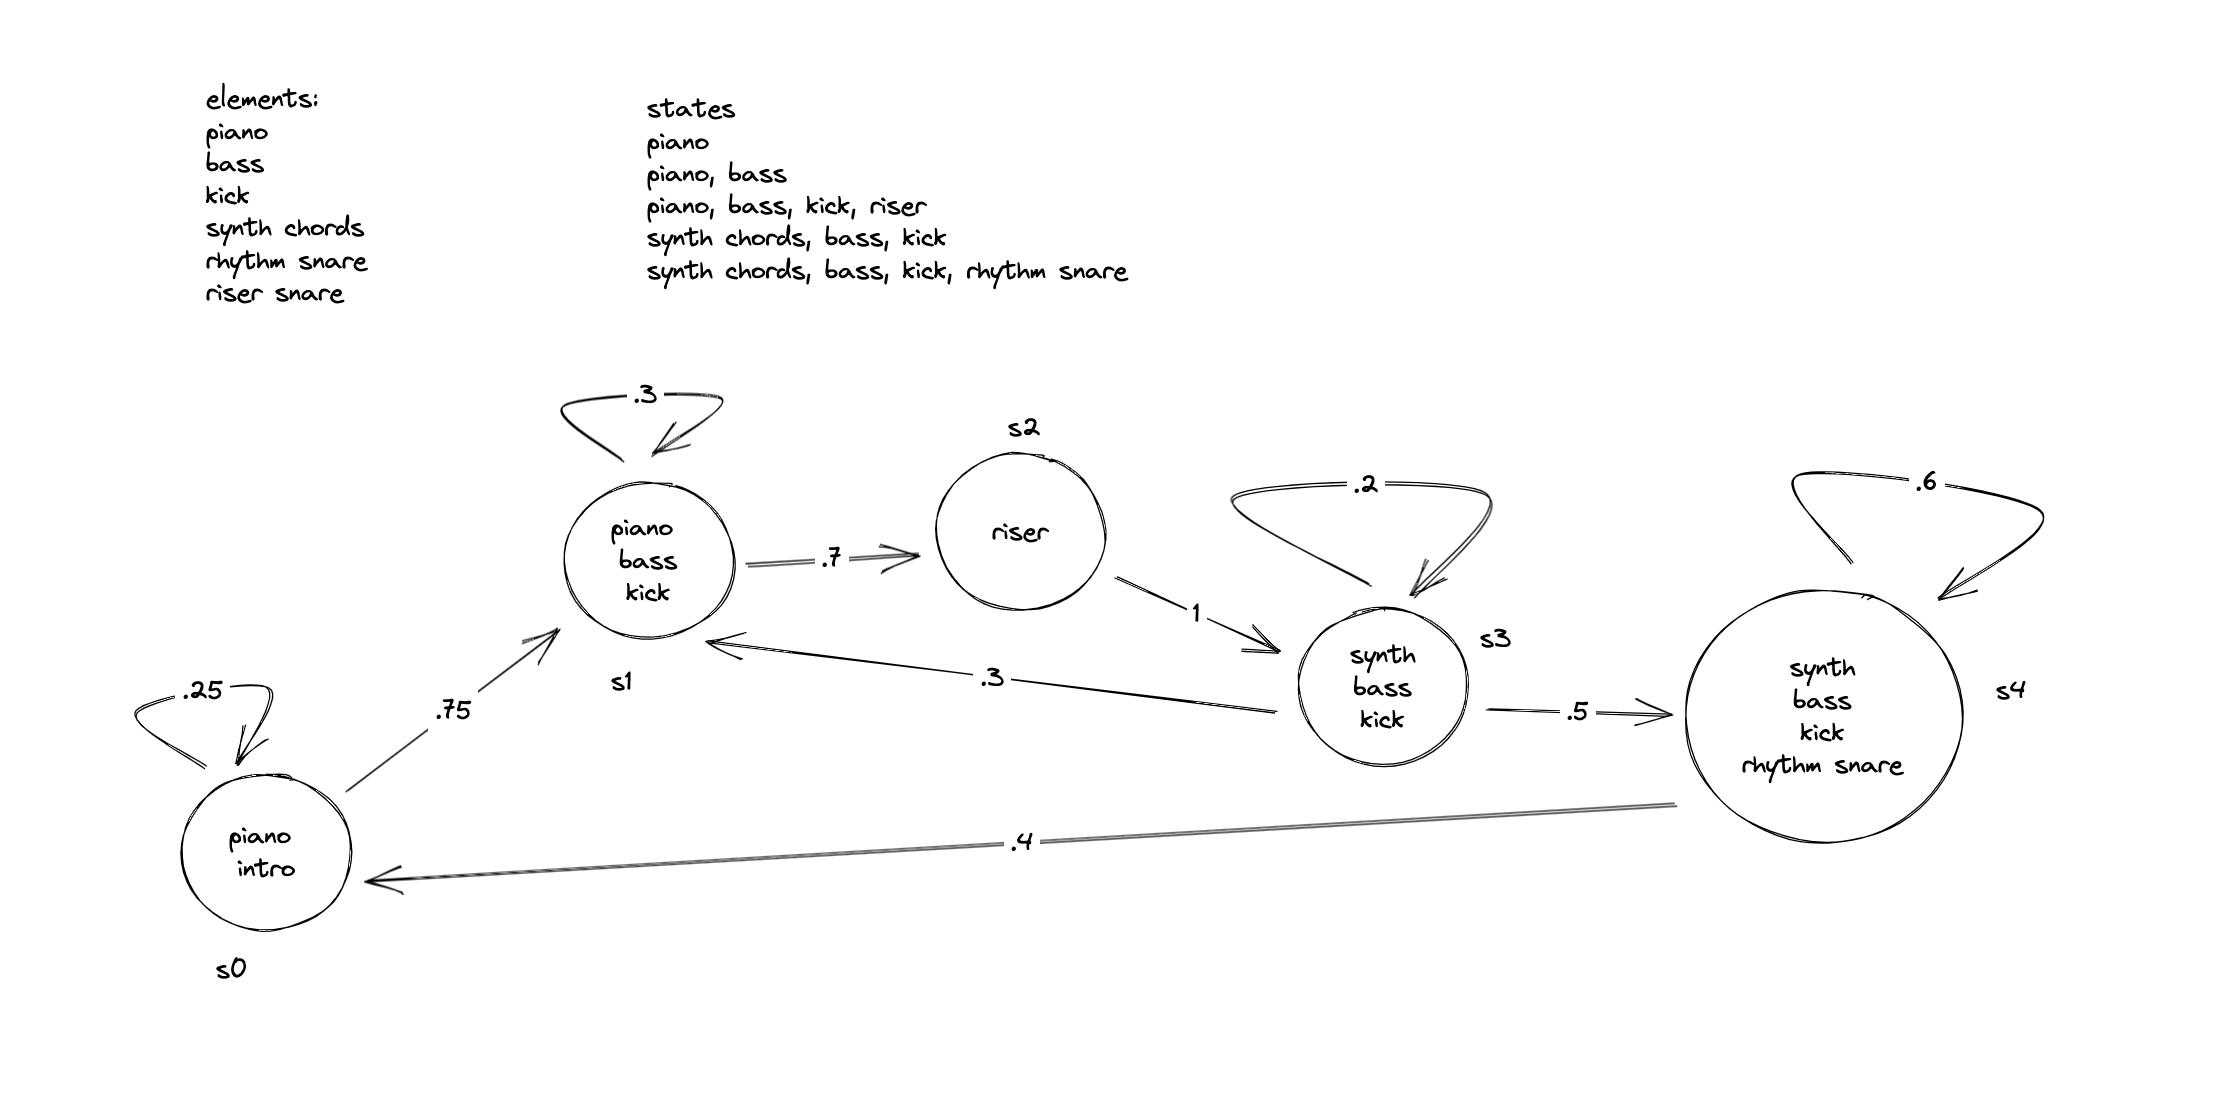 elements:
piano
bass
kick
synth chords
rhythm snare
riser snare
states
piano
piano, bass
piano, bass, kick, riser
synth chords, bass, kick
synth chords, bass, kick, rhythm snare
.3
piano
bass
kick
s1
.7
s2
riser
1
.2
synth
bass
kick
s3
.3
.5
.6
synth
bass
kick
rhythm snare
s4
.4
.25
.75
piano
intro
s0